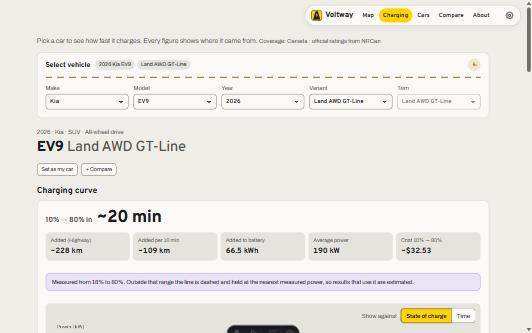 Voltway Map Charging Cars Compare About
Pick a car to see how fast it charges. Every figure shows where it came from. Coverage: Canada · official ratings from NRCan
Select vehicle 2026 Kia EV9 Land AWD GT-Line
Make Model Year Variant Trim
Kia EV9 2026 Land AWD GT-Line Land AWD GT-Line
2026 · Kia · SUV · All-wheel drive
EV9 Land AWD GT-Line
Set as my car + Compare
Charging curve
10% → 80% in ~20 min
Added (Highway) Added per 10 min Added to battery Average power Cost 10% → 80%
~228 km ~109 km 66.5 kWh 190 kW ~$32.53
Measured from 18% to 80%. Outside that range the line is dashed and held at the nearest measured power, so results that use it are estimated.
Show against State of charge Time
Power (kW)